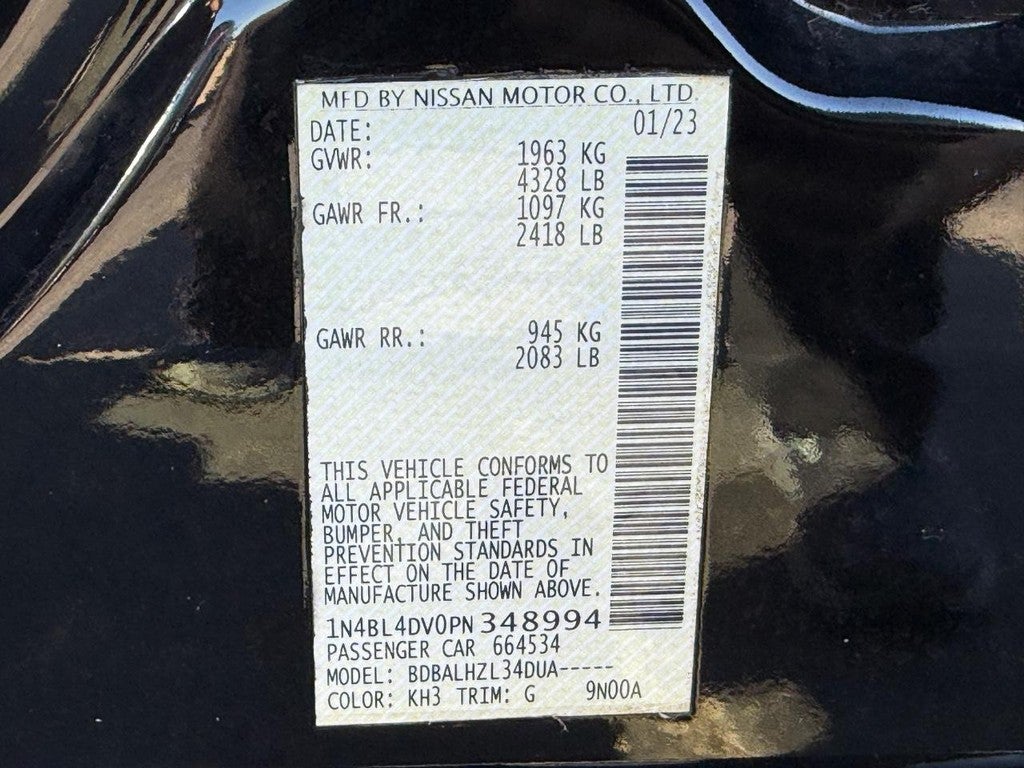 MFD BY NISSAN MOTOR CO., LTD.
DATE: 01/23
GVWR: 1963 KG
4328 LB
GAWR FR.: 1097 KG
2418 LB
GAWR RR.: 945 KG
2083 LB
THIS VEHICLE CONFORMS TO
ALL APPLICABLE FEDERAL
MOTOR VEHICLE SAFETY,
BUMPER, AND THEFT
PREVENTION STANDARDS IN
EFFECT ON THE DATE OF
MANUFACTURE SHOWN ABOVE.
1N4BL4DV0PN 348994
PASSENGER CAR 664534
MODEL: BDBALHZL34DUA-----
COLOR: KH3 TRIM: G 9N00A